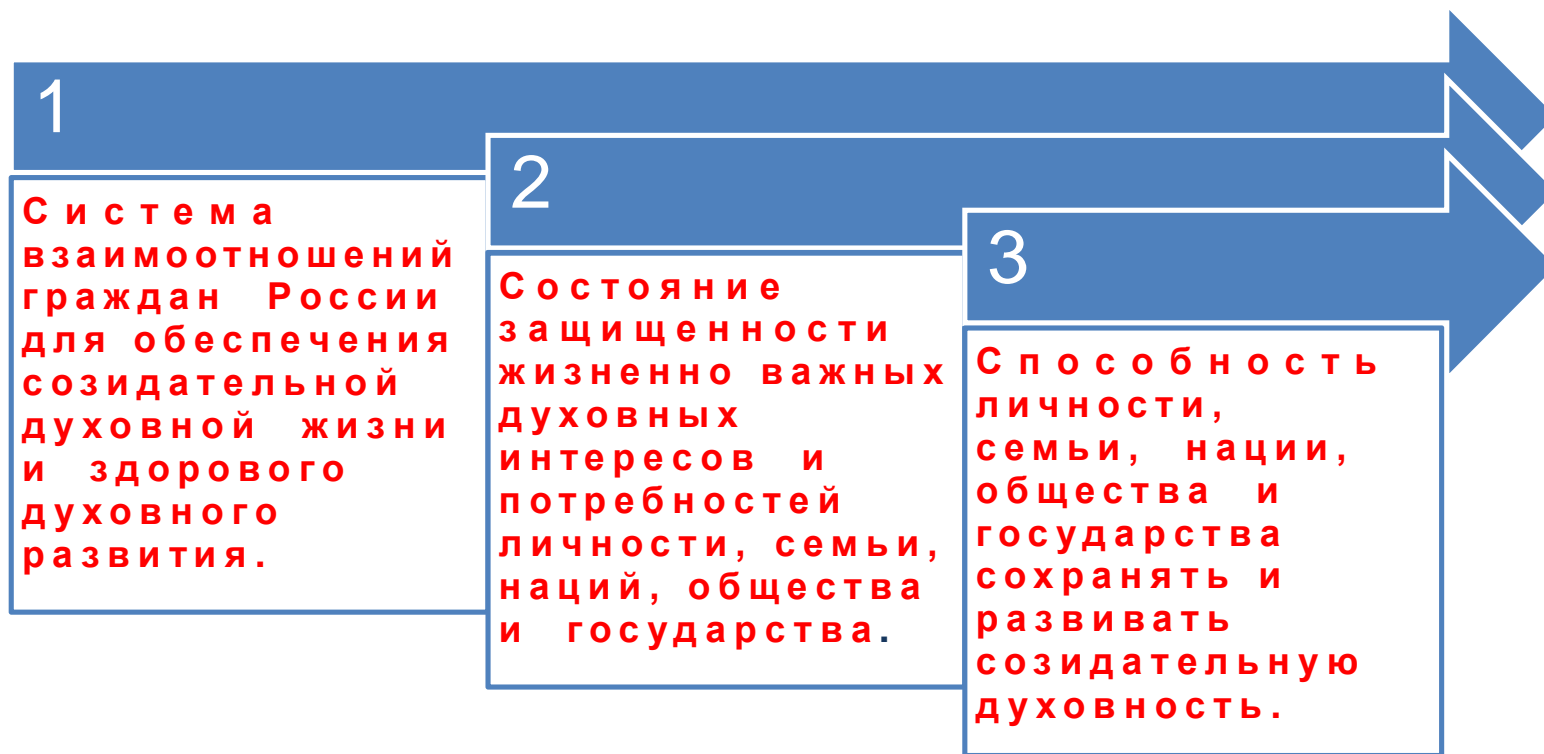 1
Система
взаимоотношений
граждан России
для обеспечения
созидательной
духовной жизни
и здорового
духовного
развития.
2
Состояние
защищенности
жизненно важных
духовных
интересов и
потребностей
личности, семьи,
наций, общества
и государства.
3
Способность
личности,
семьи, нации,
общества и
государства
сохранять и
развивать
созидательную
духовность.